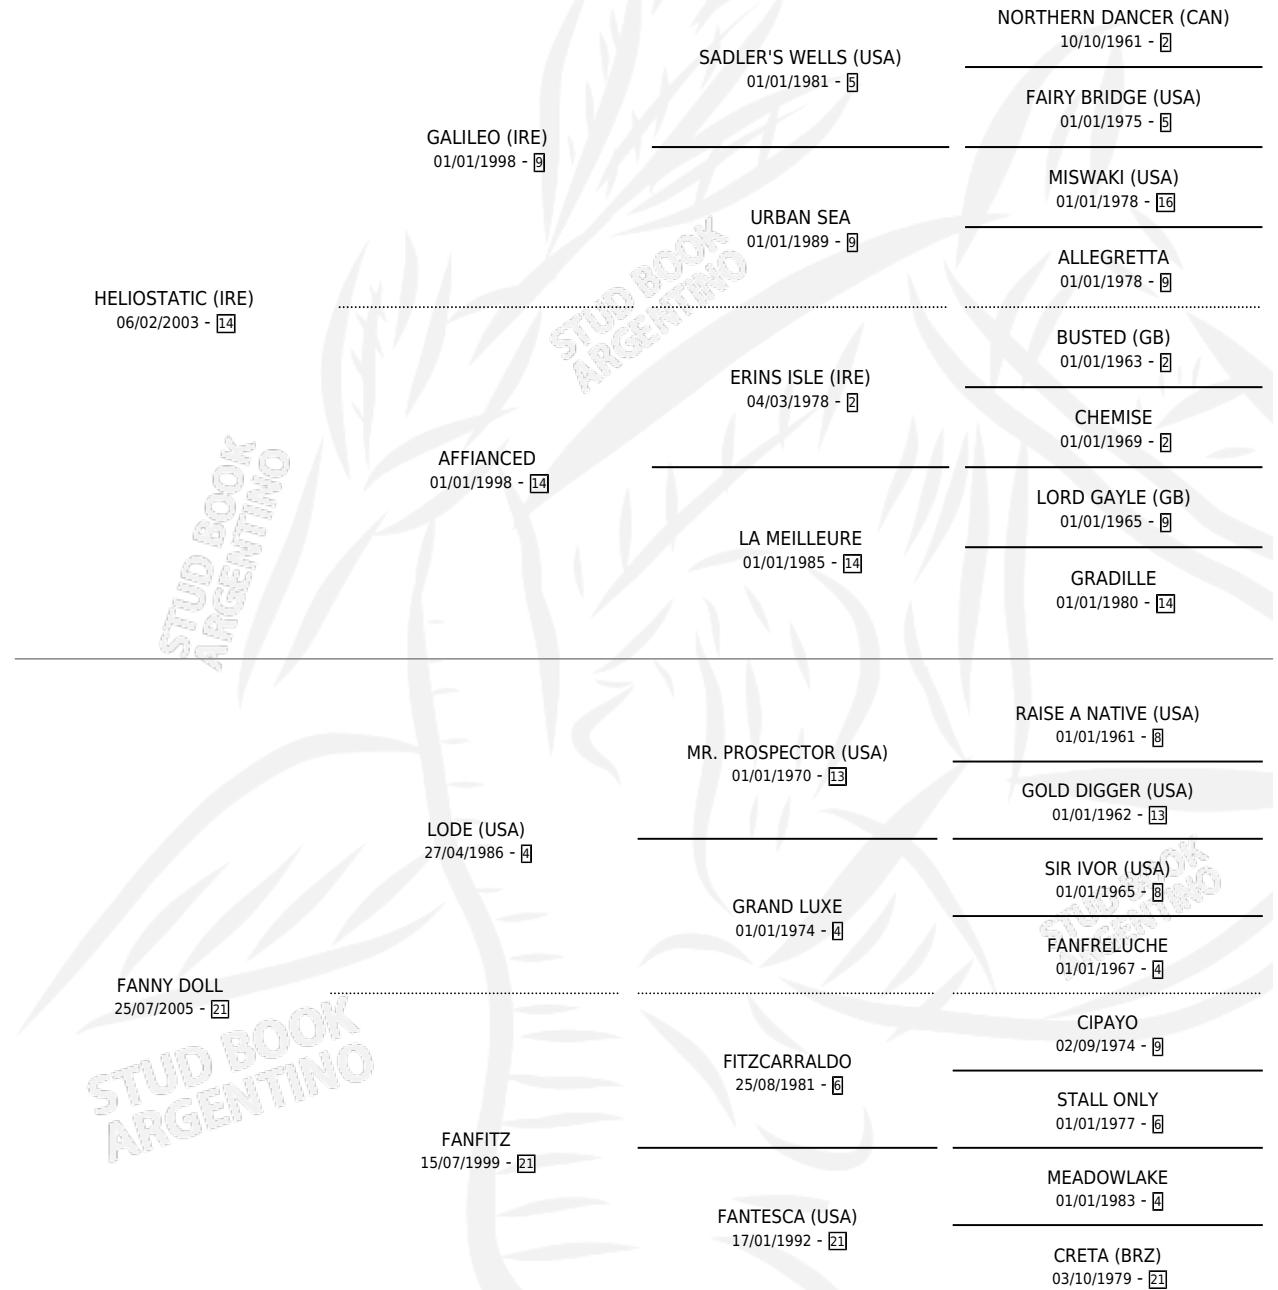 NORTHERN DANCER (CAN)
10/10/1961 - 2
SADLER'S WELLS (USA)
01/01/1981 - 5
FAIRY BRIDGE (USA)
01/01/1975 - 5
GALILEO (IRE)
01/01/1998 - 9
MISWAKI (USA)
01/01/1978 - 16
URBAN SEA
01/01/1989 - 9
ALLEGRETTA
01/01/1978 - 9
HELIOSTATIC (IRE)
06/02/2003 - 14
STUD BOOK
ARGENTINO
BUSTED (GB)
01/01/1963 - 2
ERINS ISLE (IRE)
04/03/1978 - 2
CHEMISE
01/01/1969 - 2
AFFIANCED
01/01/1998 - 14
LORD GAYLE (GB)
01/01/1965 - 9
LA MEILLEURE
01/01/1985 - 14
GRADILLE
01/01/1980 - 14
STUD BOOK
ARGENTINO
RAISE A NATIVE (USA)
01/01/1961 - 8
MR. PROSPECTOR (USA)
01/01/1970 - 13
GOLD DIGGER (USA)
01/01/1962 - 13
LODE (USA)
27/04/1986 - 4
SIR IVOR (USA)
01/01/1965 - 8
GRAND LUXE
01/01/1974 - 4
STUD BOOK
ARGENTINO
FANFRELUCHE
01/01/1967 - 4
FANNY DOLL
25/07/2005 - 21
STUD BOOK
ARGENTINO
CIPAYO
02/09/1974 - 9
FITZCARRALDO
25/08/1981 - 6
STALL ONLY
01/01/1977 - 6
FANFITZ
15/07/1999 - 21
MEADOWLAKE
01/01/1983 - 4
FANTESCA (USA)
17/01/1992 - 21
CRETA (BRZ)
03/10/1979 - 21